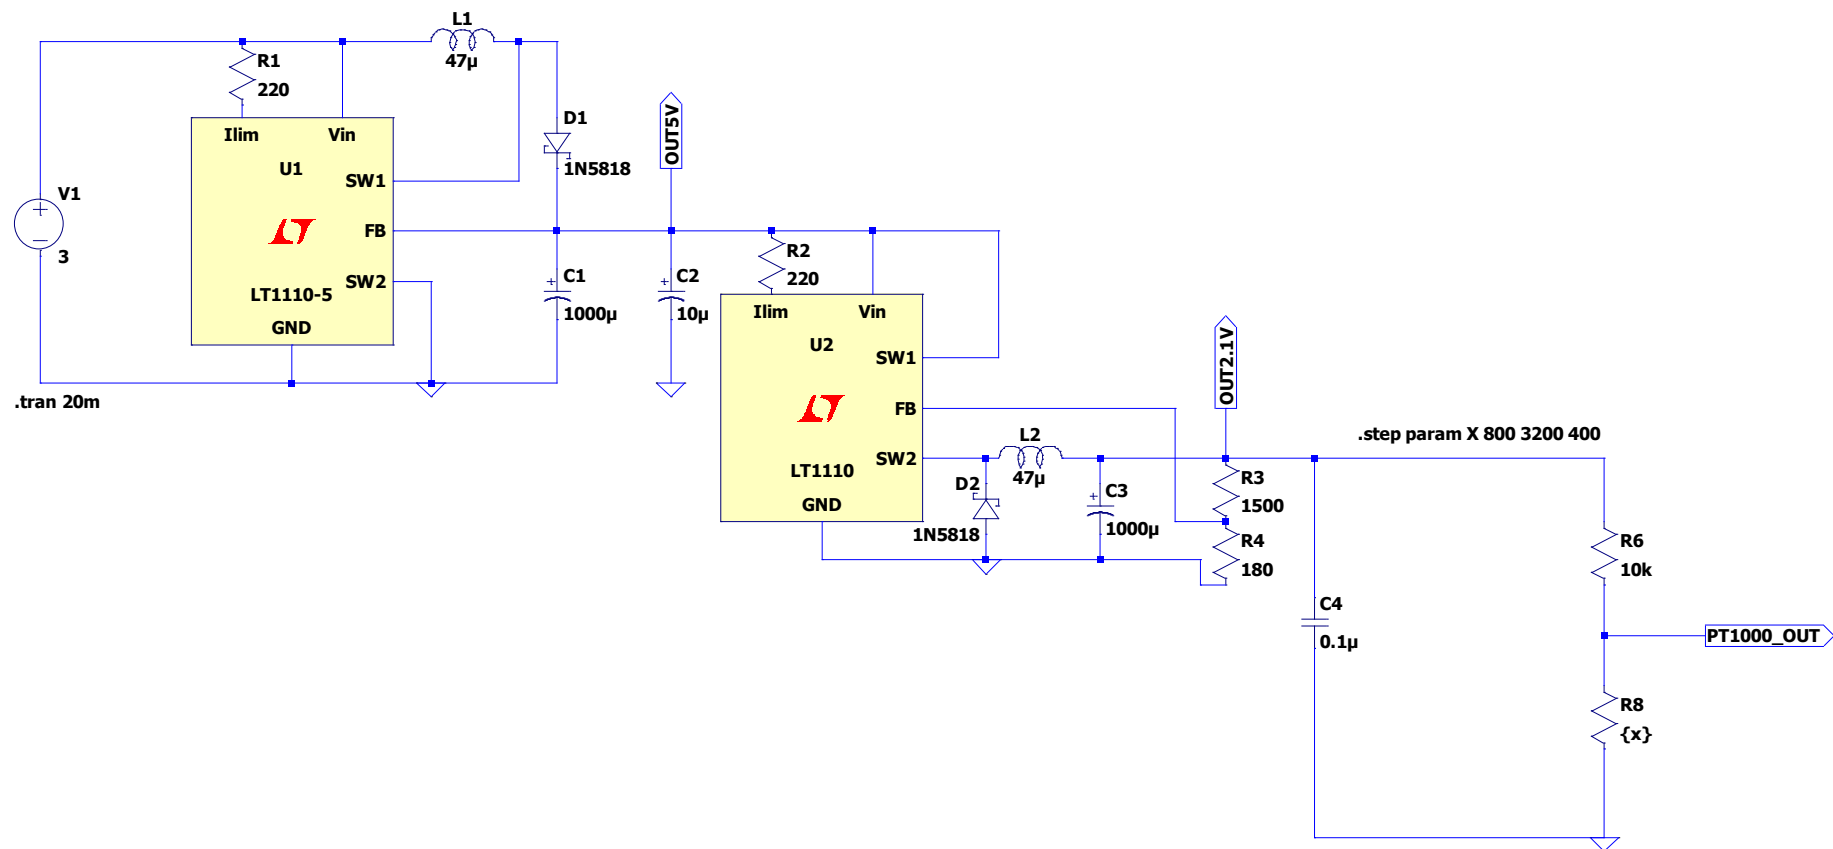 L1
47µ
R1
220
Ilim
Vin
U1
SW1
FB
SW2
LT1110-5
GND
V1
3
.tran 20m
D1
1N5818
OUT5V
C1
1000µ
C2
10µ
R2
220
Ilim
Vin
U2
SW1
FB
SW2
LT1110
GND
L2
47µ
D2
1N5818
C3
1000µ
OUT2.1V
R3
1500
R4
180
.step param X 800 3200 400
C4
0.1µ
R6
10k
PT1000_OUT
R8
{x}